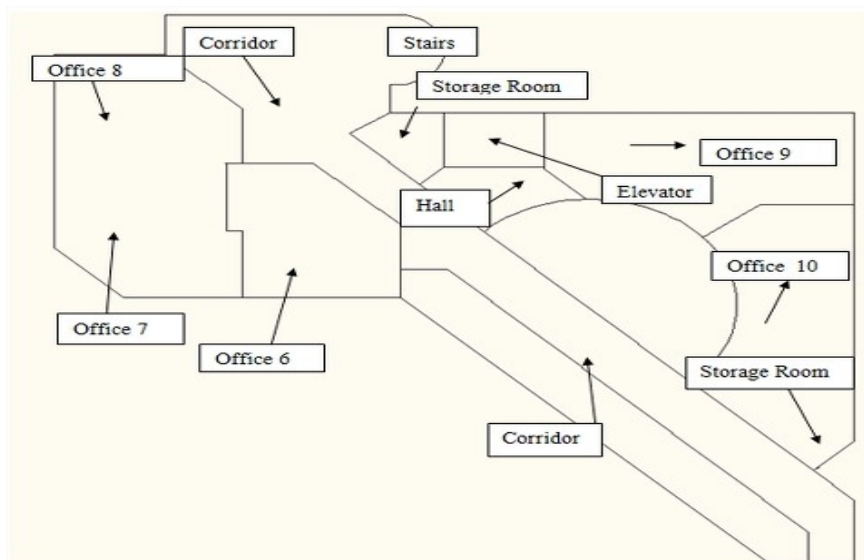 Corridor
Stairs
Office 8
Storage Room
Office 9
Elevator
Hall
Office 10
Office 7
Office 6
Storage Room
Corridor